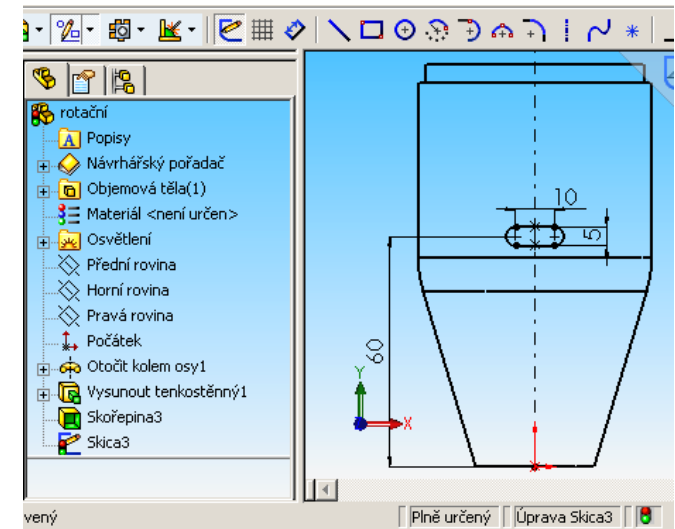 rotační
A Popisy
Návrhářský pořadač
Objemová těla(1)
Materiál <není určen>
Osvětlení
Přední rovina
Horní rovina
Pravá rovina
Počátek
Otočit kolem osy1
Vysunout tenkostěnný1
Skořepina3
Skica3
10
5
60
Y
X
vený
Plně určený
Úprava Skica3